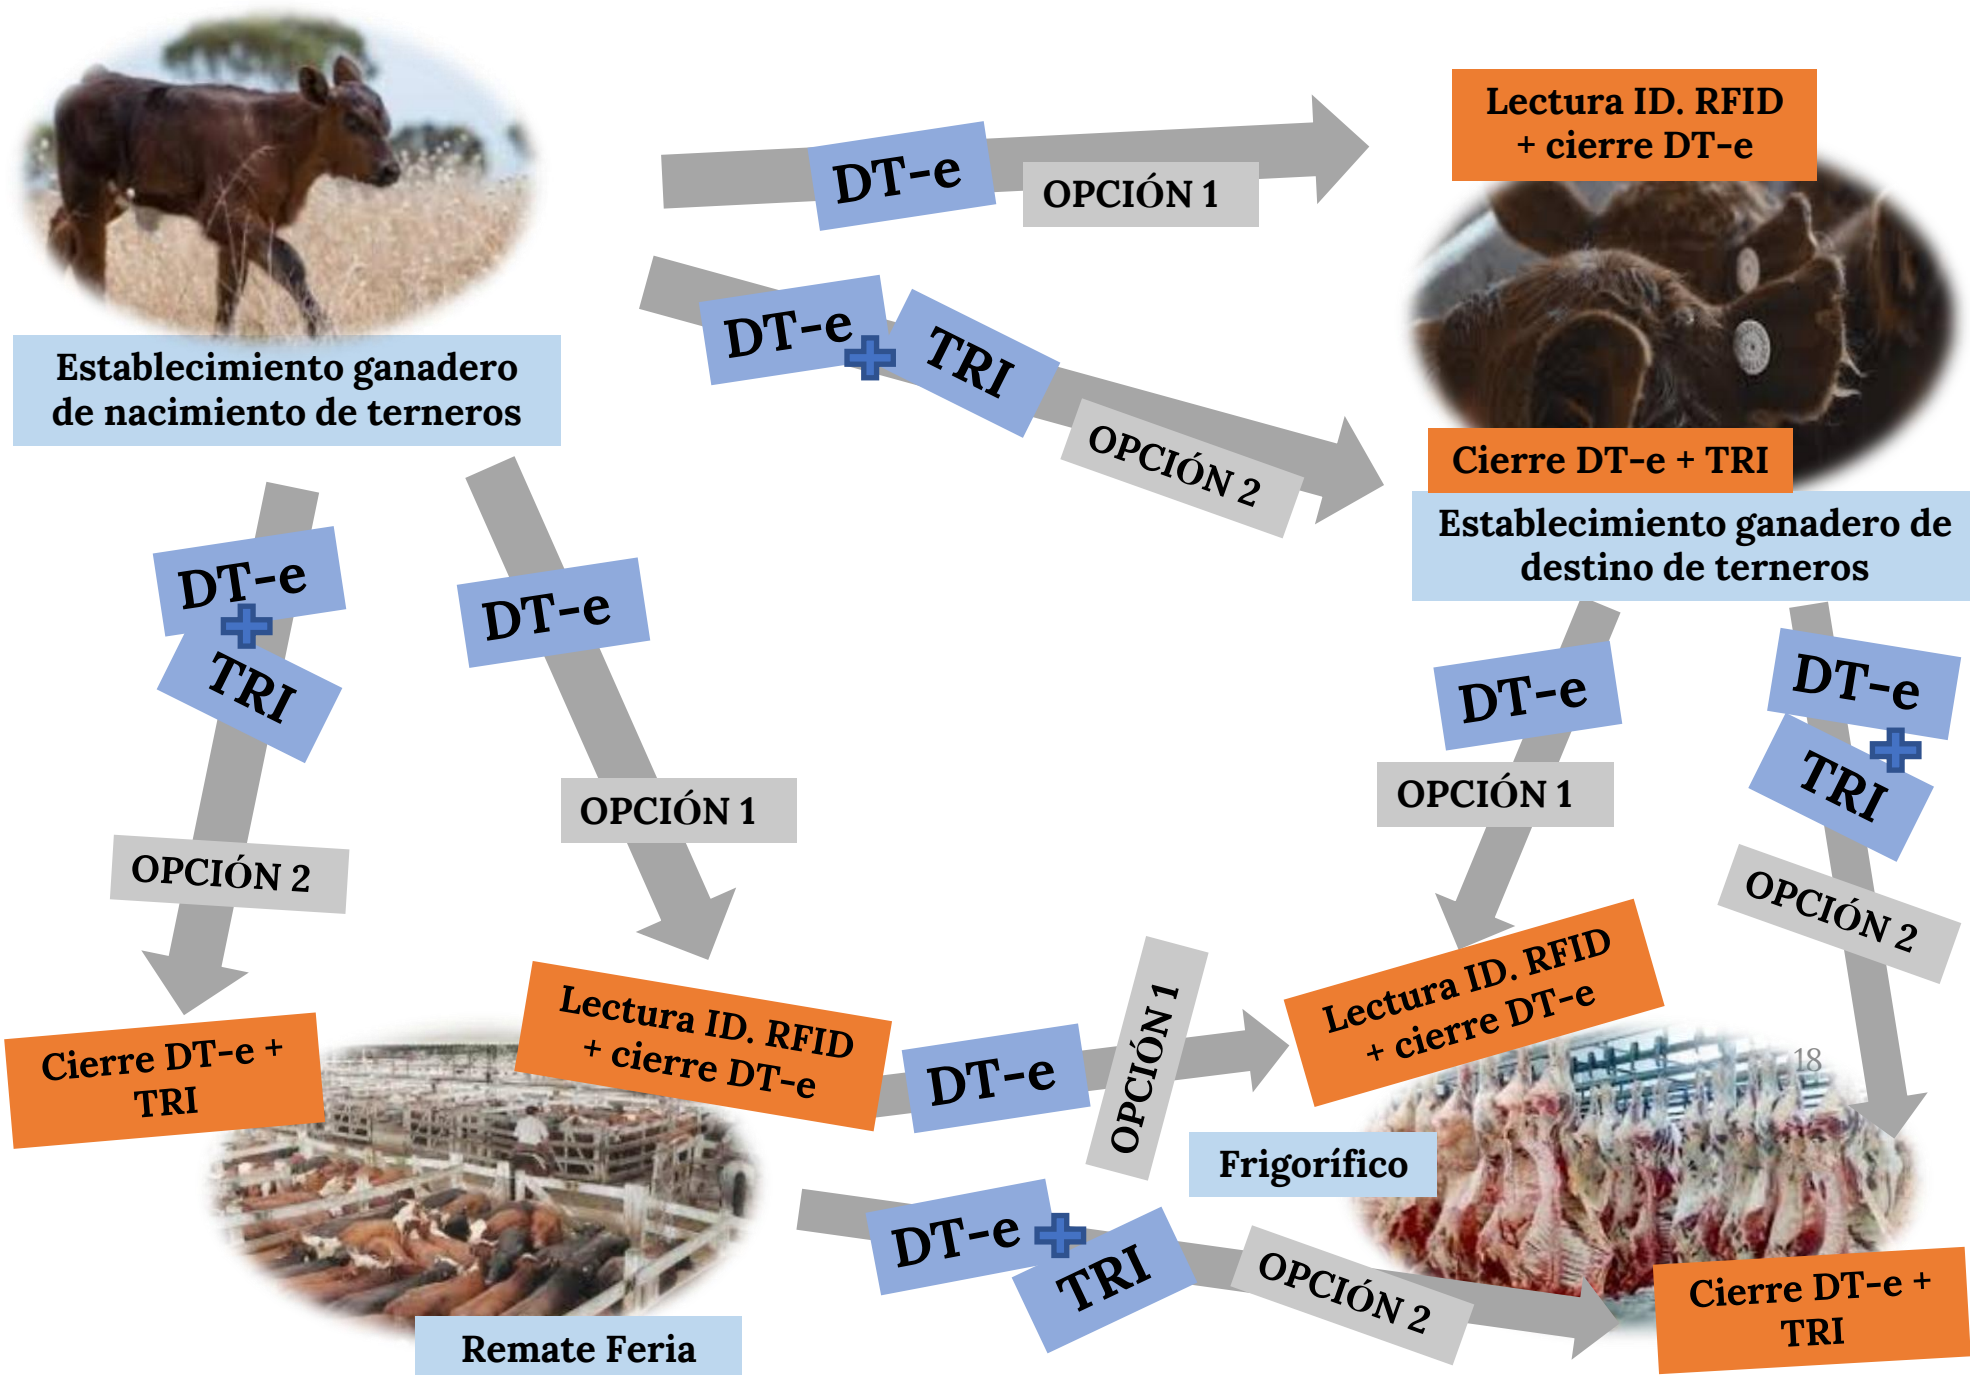 Lectura ID. RFID
+ cierre DT-e
DT-e
OPCIÓN 1
DT-e
TRI
OPCIÓN 2
Establecimiento ganadero
de nacimiento de terneros
Cierre DT-e + TRI
Establecimiento ganadero de
destino de terneros
DT-e
TRI
OPCIÓN 2
DT-e
OPCIÓN 1
DT-e
OPCIÓN 1
DT-e
TRI
OPCIÓN 2
Cierre DT-e +
TRI
Lectura ID. RFID
+ cierre DT-e
DT-e
OPCIÓN 1
Lectura ID. RFID
+ cierre DT-e
18
Frigorífico
DT-e
TRI
OPCIÓN 2
Cierre DT-e +
TRI
Remate Feria